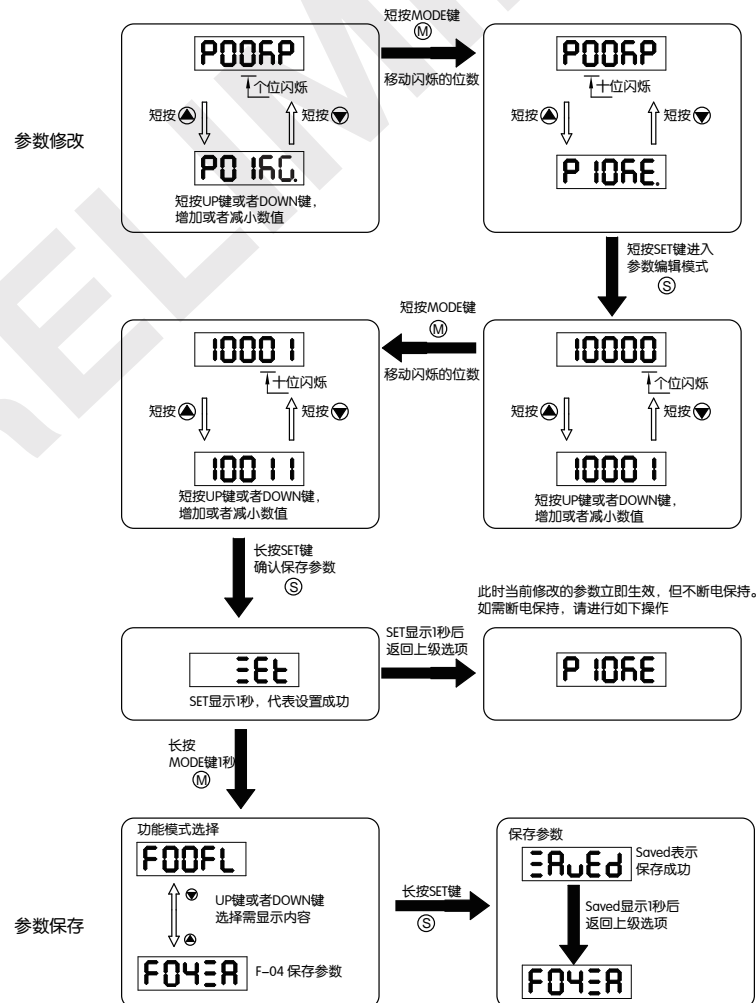 短按MODE键
M
移动闪烁的位数
参数修改
个位闪烁
短按
短按
短按UP键或者DOWN键，
增加或者减小数值
十位闪烁
短按
短按
P 10
短按SET键进入
参数编辑模式
S
短按MODE键
M
移动闪烁的位数
10001
十位闪烁
短按
短按
10011
短按UP键或者DOWN键，
增加或者减小数值
10000
个位闪烁
短按
短按
10001
短按UP键或者DOWN键，
增加或者减小数值
长按SET键
确认保存参数
S
此时当前修改的参数立即生效，但不断电保持。
如需断电保持，请进行如下操作
SEt
SET显示1秒，代表设置成功
SET显示1秒后
返回上级选项
P 10
长按
MODE键1秒
M
参数保存
功能模式选择
F00FL
UP键或者DOWN键
选择需显示内容
F04SA
F-04 保存参数
长按SET键
S
保存参数
SAvEd
Saved表示
保存成功
Saved显示1秒后
返回上级选项
F04SA